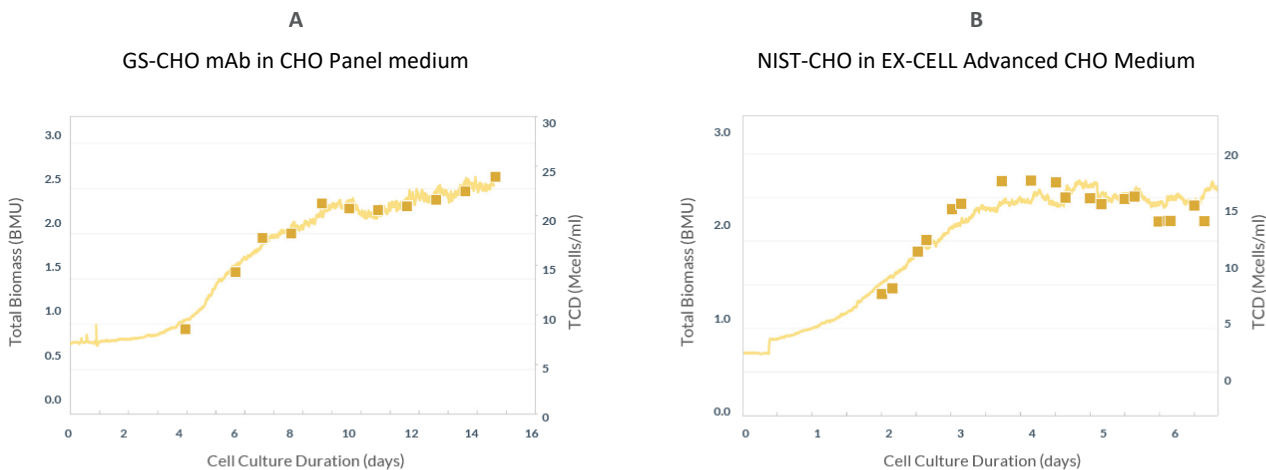 A
GS-CHO mAb in CHO Panel medium
Total Biomass (BMU)
3.0
2.5
2.0
1.5
1.0
0.5
0.0
30
25
20
15
10
5
0
TCD (Mcells/ml)
0 2 4 6 8 10 12 14 16
Cell Culture Duration (days)
B
NIST-CHO in EX-CELL Advanced CHO Medium
Total Biomass (BMU)
3.0
2.0
1.0
0.0
20
15
10
5
0
TCD (Mcells/ml)
0 1 2 3 4 5 6
Cell Culture Duration (days)